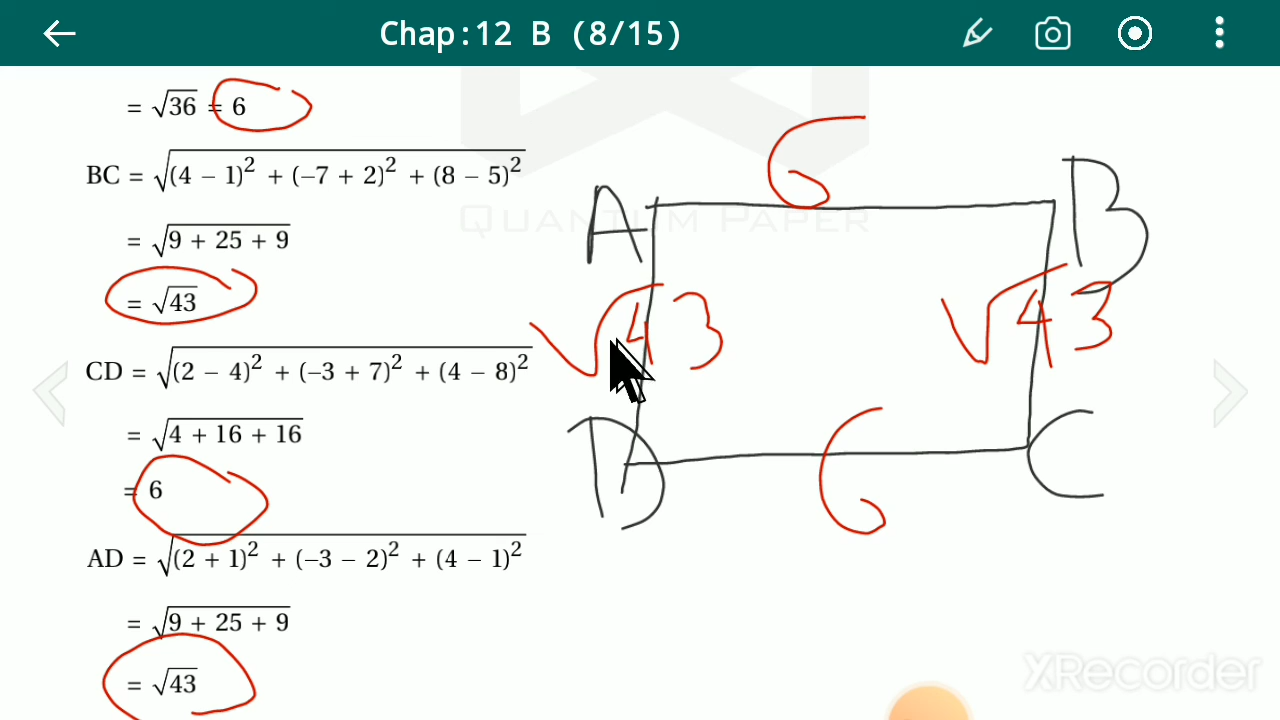 Chap:12 B (8/15)
= √36 = 6
BC = √(4 − 1)² + (−7 + 2)² + (8 − 5)²
= √9 + 25 + 9
= √43
CD = √(2 − 4)² + (−3 + 7)² + (4 − 8)²
= √4 + 16 + 16
= 6
AD = √(2 + 1)² + (−3 − 2)² + (4 − 1)²
= √9 + 25 + 9
= √43
6
A B
QUANTUM PAPER
√43 √43
D C
6
XRecorder